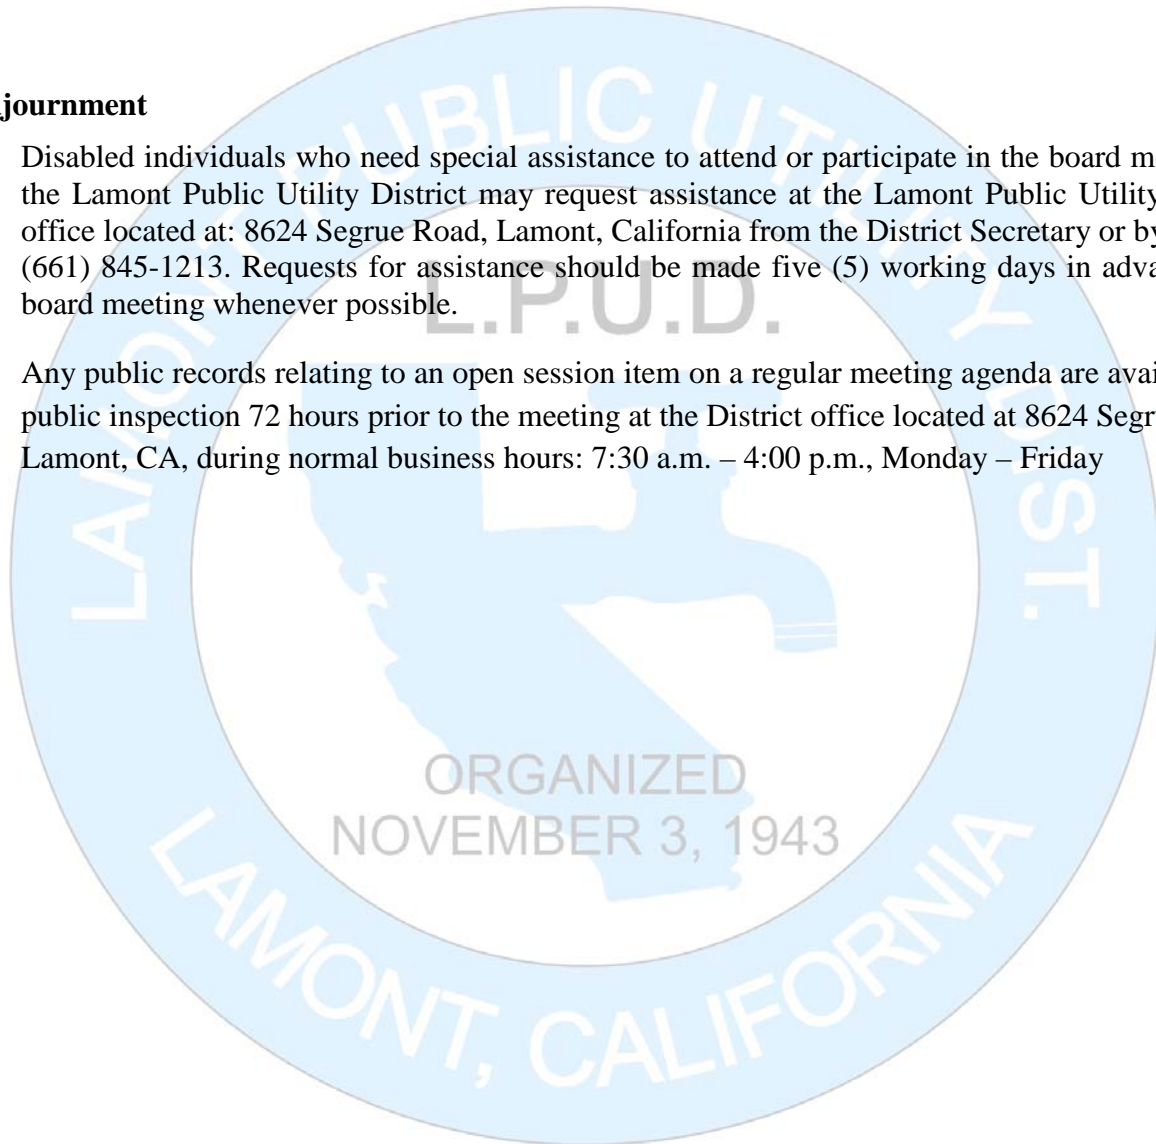 journment
Disabled individuals who need special assistance to attend or participate in the board m
the Lamont Public Utility District may request assistance at the Lamont Public Utility
office located at: 8624 Segrue Road, Lamont, California from the District Secretary or by
(661) 845-1213. Requests for assistance should be made five (5) working days in adva
board meeting whenever possible.
Any public records relating to an open session item on a regular meeting agenda are avai
public inspection 72 hours prior to the meeting at the District office located at 8624 Segr
Lamont, CA, during normal business hours: 7:30 a.m. – 4:00 p.m., Monday – Friday
LAMONT PUBLIC UTILITY DIST.
L.P.U.D.
ORGANIZED
NOVEMBER 3, 1943
LAMONT, CALIFORNIA